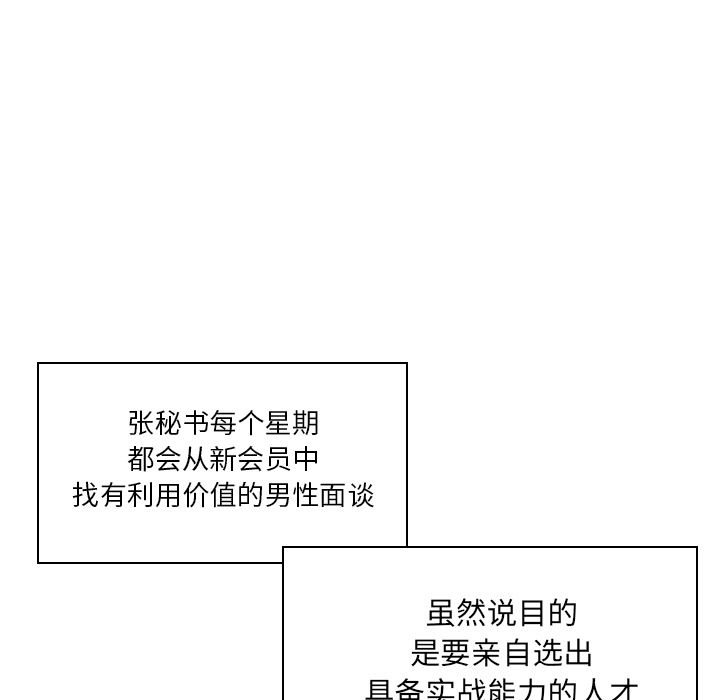 张秘书每个星期
都会从新会员中
找有利用价值的男性面谈
虽然说目的
是要亲自选出
具备实战能力的人才